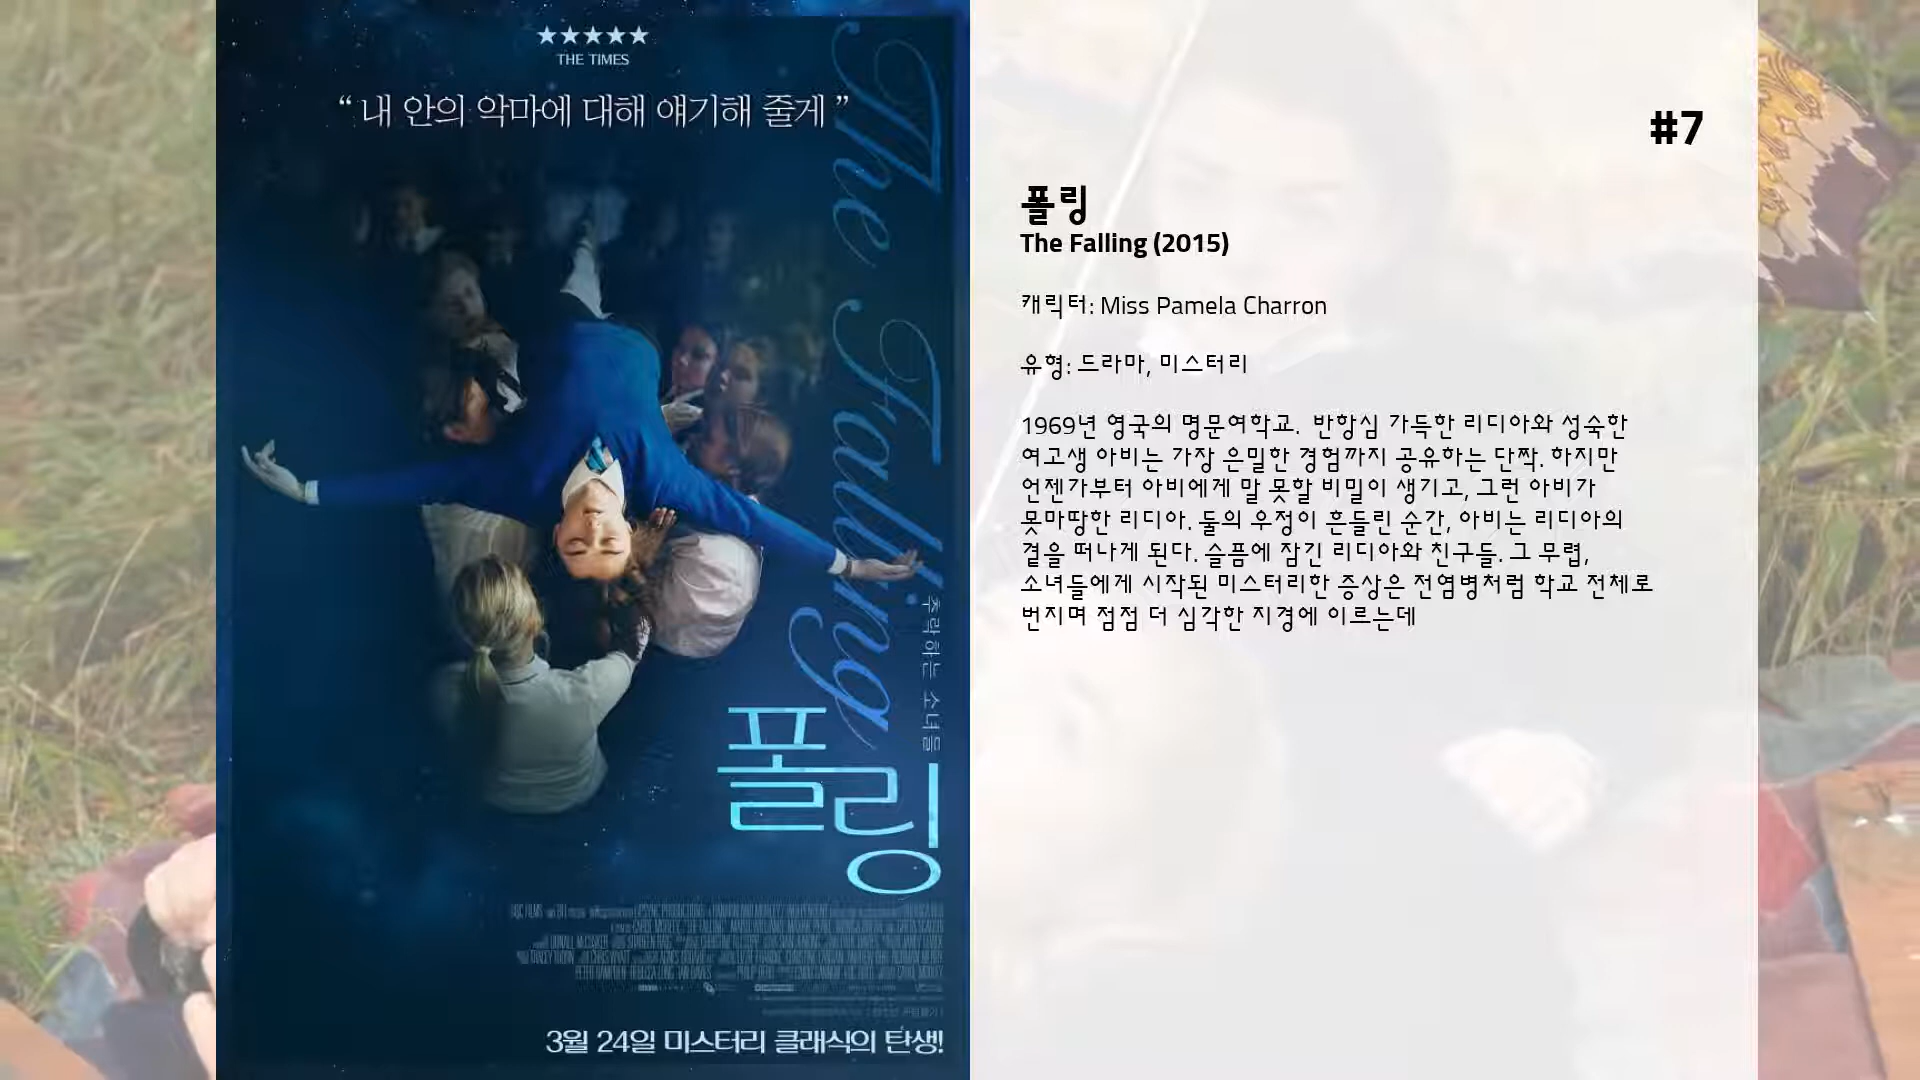 THE TIMES
“ 내 안의 악마에 대해 얘기해 줄게 ”
The Falling
추락하는 소녀들
폴링
3월 24일 미스터리 클래식의 탄생!
#7
폴링
The Falling (2015)
캐릭터: Miss Pamela Charron
유형: 드라마, 미스터리
1969년 영국의 명문여학교. 반항심 가득한 리디아와 성숙한
여고생 아비는 가장 은밀한 경험까지 공유하는 단짝. 하지만
언젠가부터 아비에게 말 못할 비밀이 생기고, 그런 아비가
못마땅한 리디아. 둘의 우정이 흔들린 순간, 아비는 리디아의
곁을 떠나게 된다. 슬픔에 잠긴 리디아와 친구들. 그 무렵,
소녀들에게 시작된 미스터리한 증상은 전염병처럼 학교 전체로
번지며 점점 더 심각한 지경에 이르는데